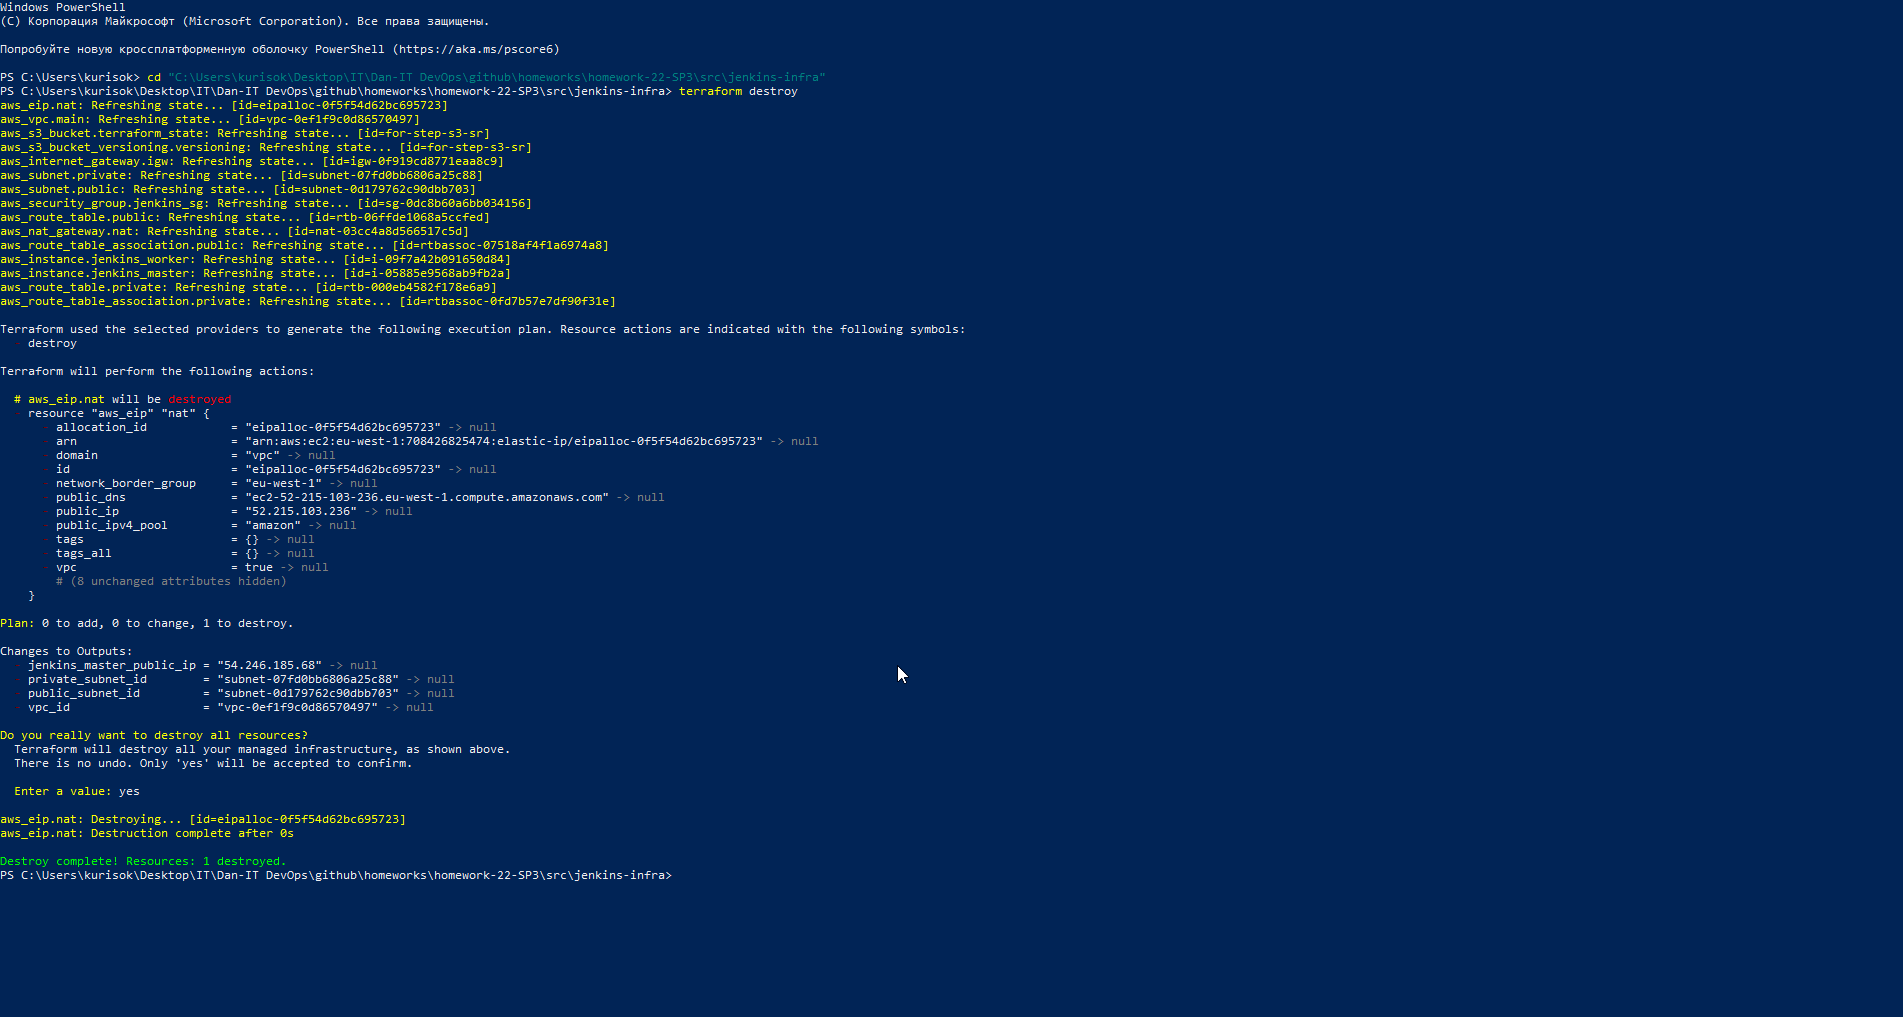 Windows PowerShell
(C) Корпорация Майкрософт (Microsoft Corporation). Все права защищены.
Попробуйте новую кроссплатформенную оболочку PowerShell (https://aka.ms/pscore6)
PS C:\Users\kurisok> cd "C:\Users\kurisok\Desktop\IT\Dan-IT DevOps\github\homeworks\homework-22-SP3\src\jenkins-infra"
PS C:\Users\kurisok\Desktop\IT\Dan-IT DevOps\github\homeworks\homework-22-SP3\src\jenkins-infra> terraform destroy
aws_eip.nat: Refreshing state... [id=eipalloc-0f5f54d62bc695723]
aws_vpc.main: Refreshing state... [id=vpc-0ef1f9c0d86570497]
aws_s3_bucket.terraform_state: Refreshing state... [id=for-step-s3-sr]
aws_s3_bucket_versioning.versioning: Refreshing state... [id=for-step-s3-sr]
aws_internet_gateway.igw: Refreshing state... [id=igw-0f919cd8771eaa8c9]
aws_subnet.private: Refreshing state... [id=subnet-07fd0bb6806a25c88]
aws_subnet.public: Refreshing state... [id=subnet-0d179762c90dbb703]
aws_security_group.jenkins_sg: Refreshing state... [id=sg-0dc8b60a6bb034156]
aws_route_table.public: Refreshing state... [id=rtb-06ffde1068a5ccfed]
aws_nat_gateway.nat: Refreshing state... [id=nat-03cc4a8d566517c5d]
aws_route_table_association.public: Refreshing state... [id=rtbassoc-07518af4f1a6974a8]
aws_instance.jenkins_worker: Refreshing state... [id=i-09f7a42b091650d84]
aws_instance.jenkins_master: Refreshing state... [id=i-05885e9568ab9fb2a]
aws_route_table.private: Refreshing state... [id=rtb-000eb4582f178e6a9]
aws_route_table_association.private: Refreshing state... [id=rtbassoc-0fd7b57e7df90f31e]
Terraform used the selected providers to generate the following execution plan. Resource actions are indicated with the following symbols:
destroy
Terraform will perform the following actions:
# aws_eip.nat will be destroyed
resource "aws_eip" "nat" {
allocation_id = "eipalloc-0f5f54d62bc695723" -> null
arn = "arn:aws:ec2:eu-west-1:708426825474:elastic-ip/eipalloc-0f5f54d62bc695723" -> null
domain = "vpc" -> null
id = "eipalloc-0f5f54d62bc695723" -> null
network_border_group = "eu-west-1" -> null
public_dns = "ec2-52-215-103-236.eu-west-1.compute.amazonaws.com" -> null
public_ip = "52.215.103.236" -> null
public_ipv4_pool = "amazon" -> null
tags = {} -> null
tags_all = {} -> null
vpc = true -> null
# (8 unchanged attributes hidden)
}
Plan: 0 to add, 0 to change, 1 to destroy.
Changes to Outputs:
jenkins_master_public_ip = "54.246.185.68" -> null
private_subnet_id = "subnet-07fd0bb6806a25c88" -> null
public_subnet_id = "subnet-0d179762c90dbb703" -> null
vpc_id = "vpc-0ef1f9c0d86570497" -> null
Do you really want to destroy all resources?
Terraform will destroy all your managed infrastructure, as shown above.
There is no undo. Only 'yes' will be accepted to confirm.
Enter a value: yes
aws_eip.nat: Destroying... [id=eipalloc-0f5f54d62bc695723]
aws_eip.nat: Destruction complete after 0s
Destroy complete! Resources: 1 destroyed.
PS C:\Users\kurisok\Desktop\IT\Dan-IT DevOps\github\homeworks\homework-22-SP3\src\jenkins-infra>